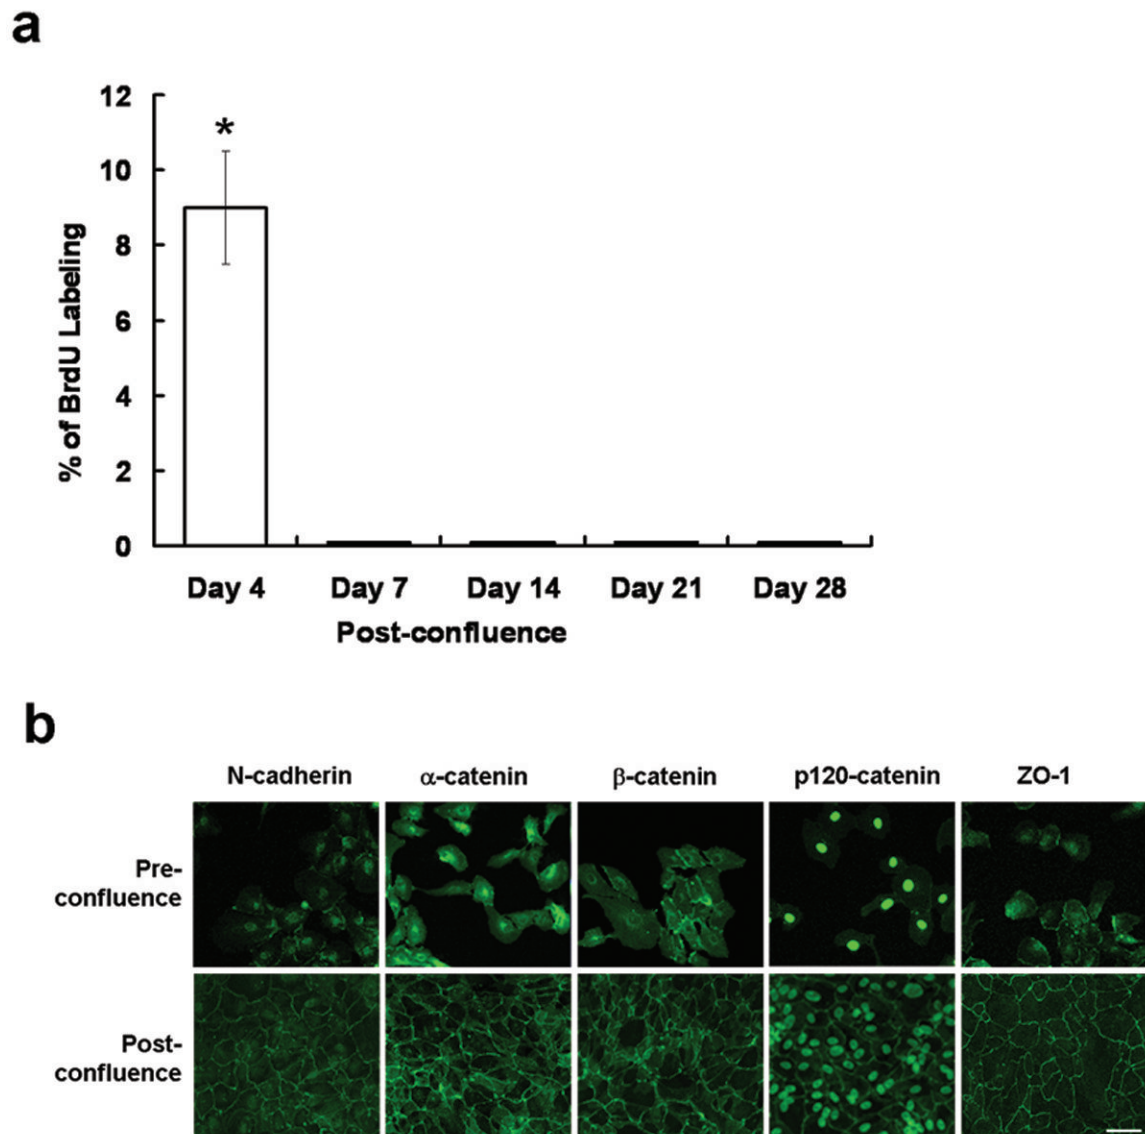 a
12
*
10
8
6
4
2
0
% of BrdU Labeling
Day 4 Day 7 Day 14 Day 21 Day 28
Post-confluence
b
N-cadherin α-catenin β-catenin p120-catenin ZO-1
Pre-
confluence
Post-
confluence